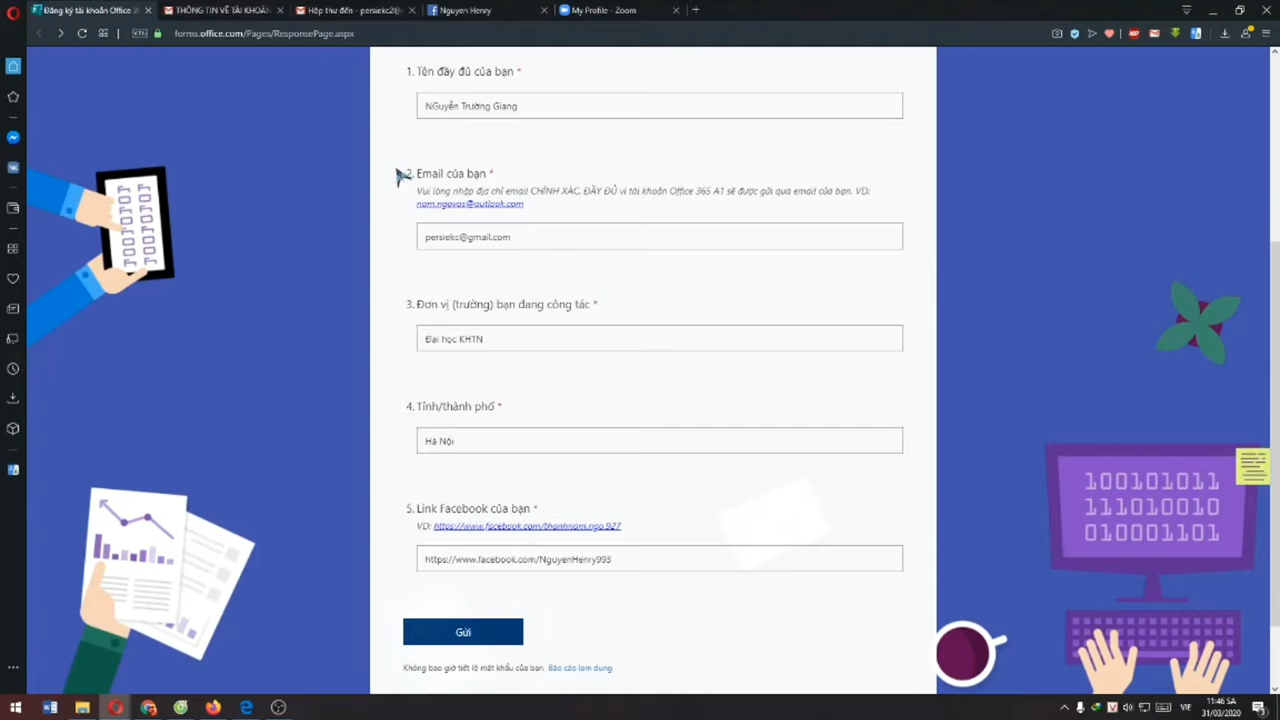 Đăng ký tài khoản Office
THÔNG TIN VỀ TÀI KHOẢN
Hộp thư đến - persiekc2@
Nguyen Henry
My Profile - Zoom
VPN
forms.office.com/Pages/ResponsePage.aspx
1. Tên đầy đủ của bạn *
NGuyễn Trường Giang
2. Email của bạn *
Vui lòng nhập địa chỉ email CHÍNH XÁC, ĐẦY ĐỦ vì tài khoản Office 365 A1 sẽ được gửi qua email của bạn. VD:
nam.ngovas@outlook.com
persiekc@gmail.com
3. Đơn vị (trường) bạn đang công tác *
Đại học KHTN
4. Tỉnh/thành phố *
Hà Nội
5. Link Facebook của bạn *
VD: https://www.facebook.com/thanhnam.ngo.927
https://www.facebook.com/NguyenHenry993
Gửi
Không bao giờ tiết lộ mật khẩu của bạn. Báo cáo lạm dụng
100101011
11101010
010001101
VIE
11:46 SA
31/03/2020